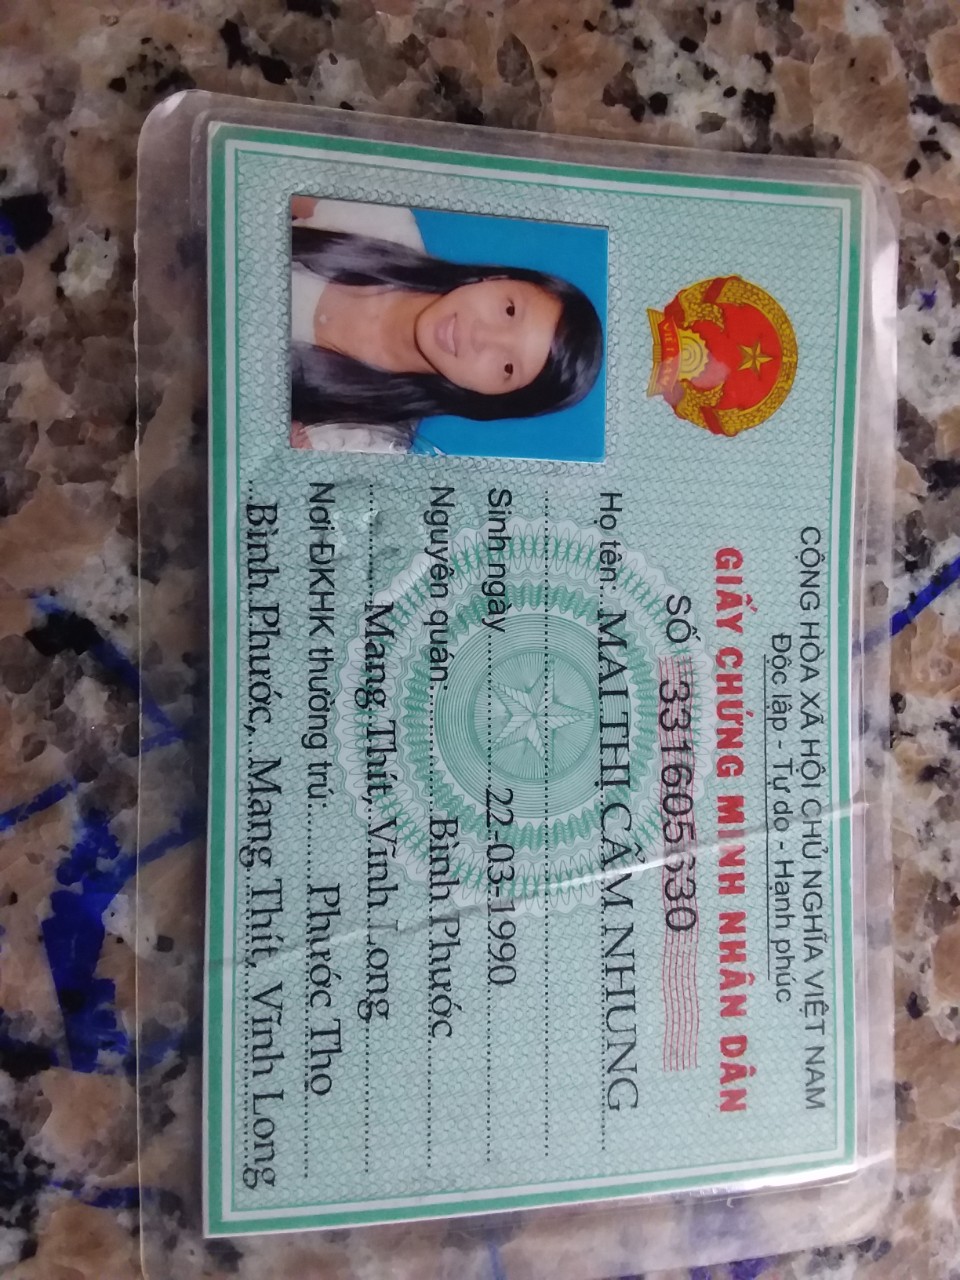 CỘNG HÒA XÃ HỘI CHỦ NGHĨA VIỆT NAM
Độc lập - Tự do - Hạnh phúc
GIẤY CHỨNG MINH NHÂN DÂN
SỐ 331605630
Họ tên: MAI THỊ CẨM NHUNG
Sinh ngày 22-03-1990
Nguyên quán: Bình Phước
Mang Thít, Vĩnh Long
Nơi ĐKHK thường trú: Phước Thọ
Bình Phước, Mang Thít, Vĩnh Long